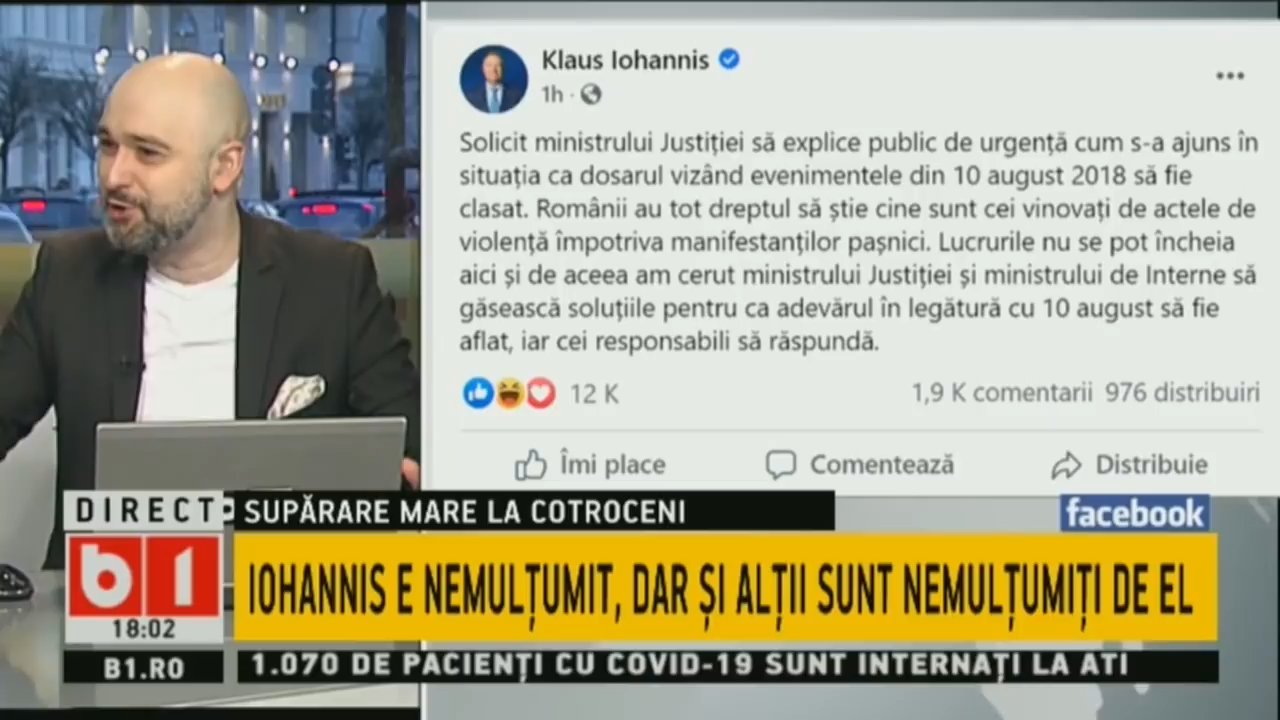 Klaus Iohannis
1h ·
Solicit ministrului Justiției să explice public de urgență cum s-a ajuns în
situația ca dosarul vizând evenimentele din 10 august 2018 să fie
clasat. Românii au tot dreptul să știe cine sunt cei vinovați de actele de
violență împotriva manifestanților pașnici. Lucrurile nu se pot încheia
aici și de aceea am cerut ministrului Justiției și ministrului de Interne să
găsească soluțiile pentru ca adevărul în legătură cu 10 august să fie
aflat, iar cei responsabili să răspundă.
12 K 1,9 K comentarii 976 distribuiri
Îmi place Comentează Distribuie
facebook
DIRECT SUPĂRARE MARE LA COTROCENI
b1 IOHANNIS E NEMULȚUMIT, DAR ȘI ALȚII SUNT NEMULȚUMIȚI DE EL
18:02
B1.RO 1.070 DE PACIENȚI CU COVID-19 SUNT INTERNAȚI LA ATI